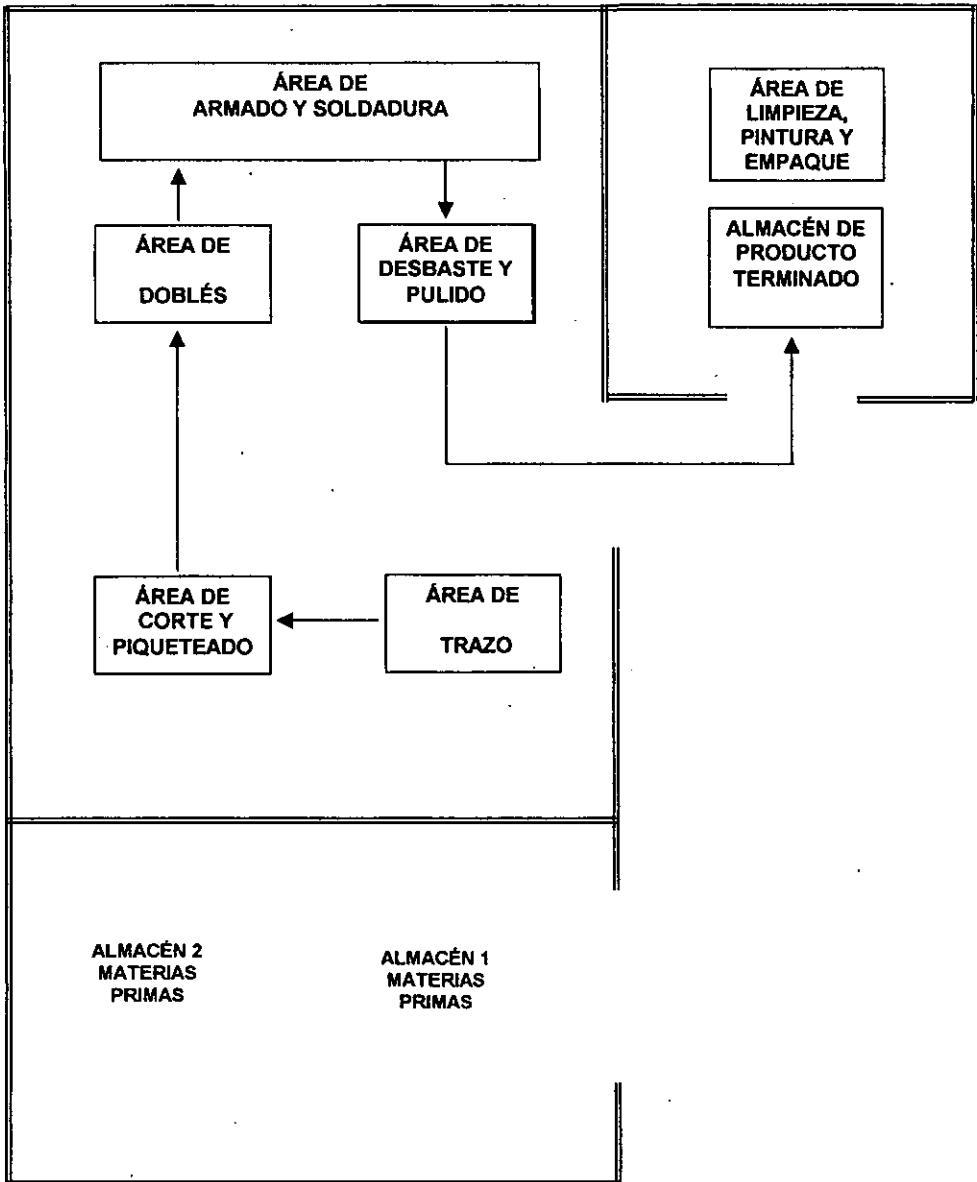 ÁREA DE
ARMADO Y SOLDADURA
ÁREA DE
LIMPIEZA,
PINTURA Y
EMPAQUE
ÁREA DE
DOBLÉS
ÁREA DE
DESBASTE Y
PULIDO
ALMACÉN DE
PRODUCTO
TERMINADO
ÁREA DE
CORTE Y
PIQUETEADO
ÁREA DE
TRAZO
ALMACÉN 2
MATERIAS
PRIMAS
ALMACÉN 1
MATERIAS
PRIMAS